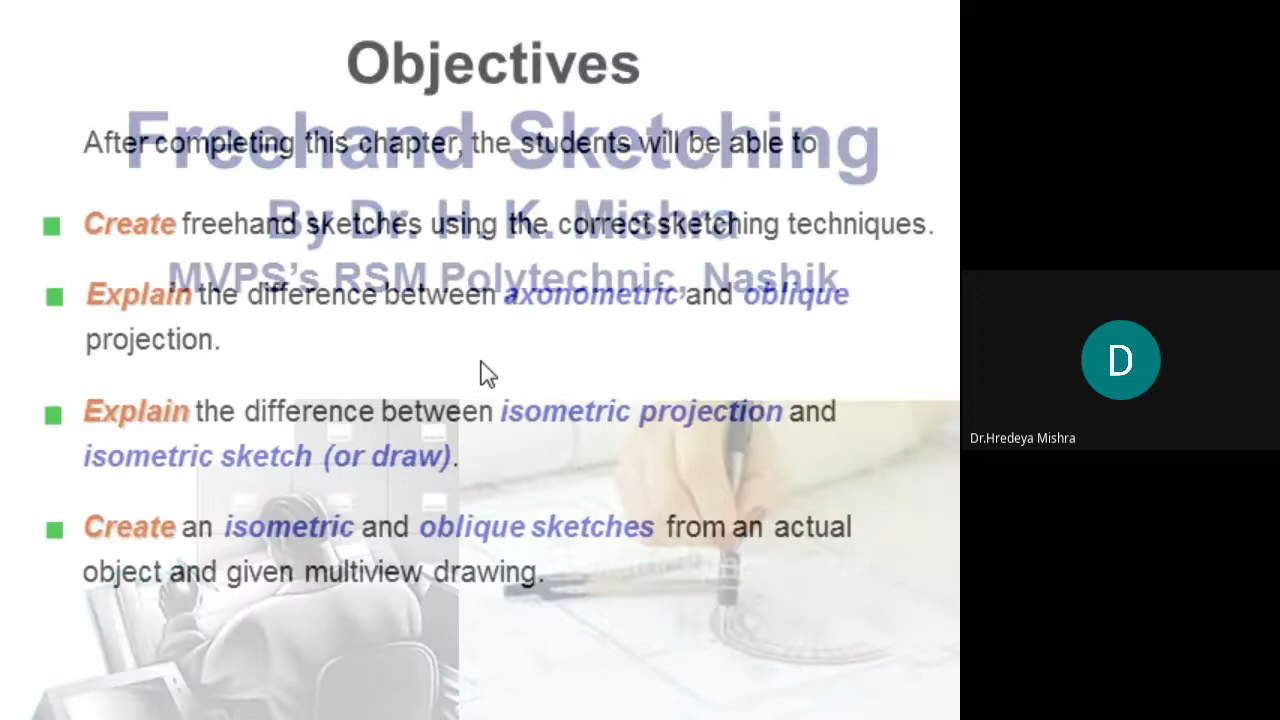 Objectives
Freehand Sketching
After completing this chapter, the students will be able to
By Dr. H. K. Mishra
Create freehand sketches using the correct sketching techniques.
MVPS’s RSM Polytechnic, Nashik
Explain the difference between axonometric and oblique
projection.
Explain the difference between isometric projection and
isometric sketch (or draw).
Create an isometric and oblique sketches from an actual
object and given multiview drawing.
D
Dr.Hredeya Mishra